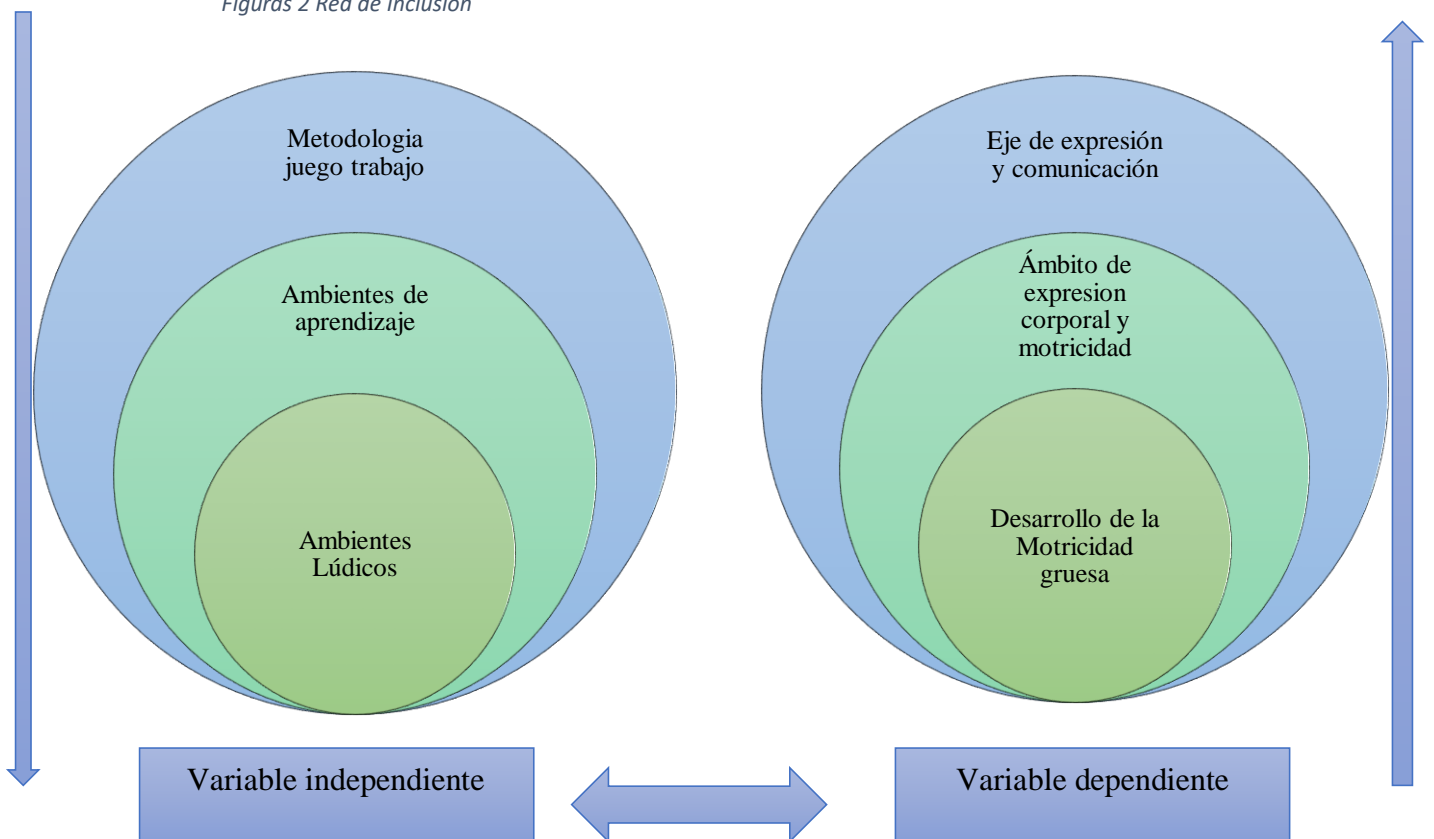 Figuras 2 Red de inclusión
Metodologia
juego trabajo
Ambientes de
aprendizaje
Ambientes
Lúdicos
Variable independiente
Eje de expresión
y comunicación
Ámbito de
expresion
corporal y
motricidad
Desarrollo de la
Motricidad
gruesa
Variable dependiente